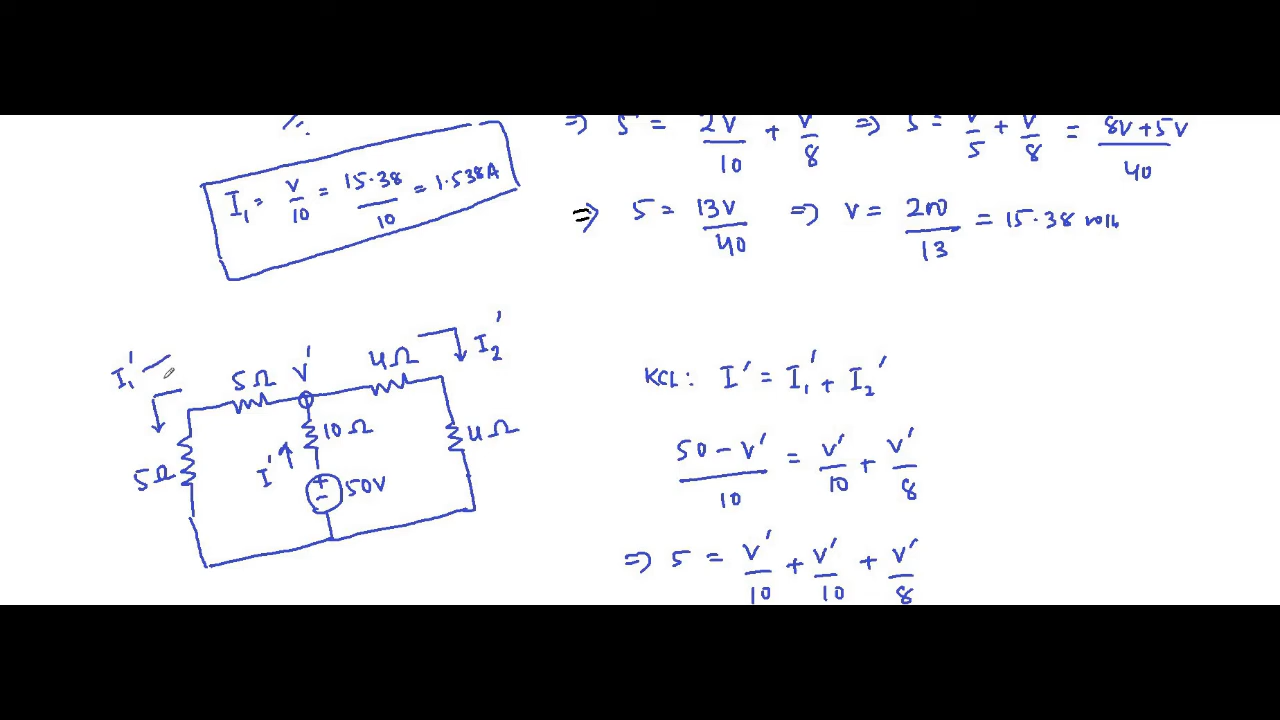 ⇒ 5 = 2V/10 + V/8 ⇒ 5 = V/5 + V/8 = 8V+5V/40
I₁ = V/10 = 15.38/10 = 1.538A
⇒ 5 = 13V/40 ⇒ V = 200/13 = 15.38 volts
I₁'
5Ω
V'
4Ω
I₂'
5Ω
10Ω
4Ω
I'
+
-
50V
KCL: I' = I₁' + I₂'
50-V'/10 = V'/10 + V'/8
⇒ 5 = V'/10 + V'/10 + V'/8